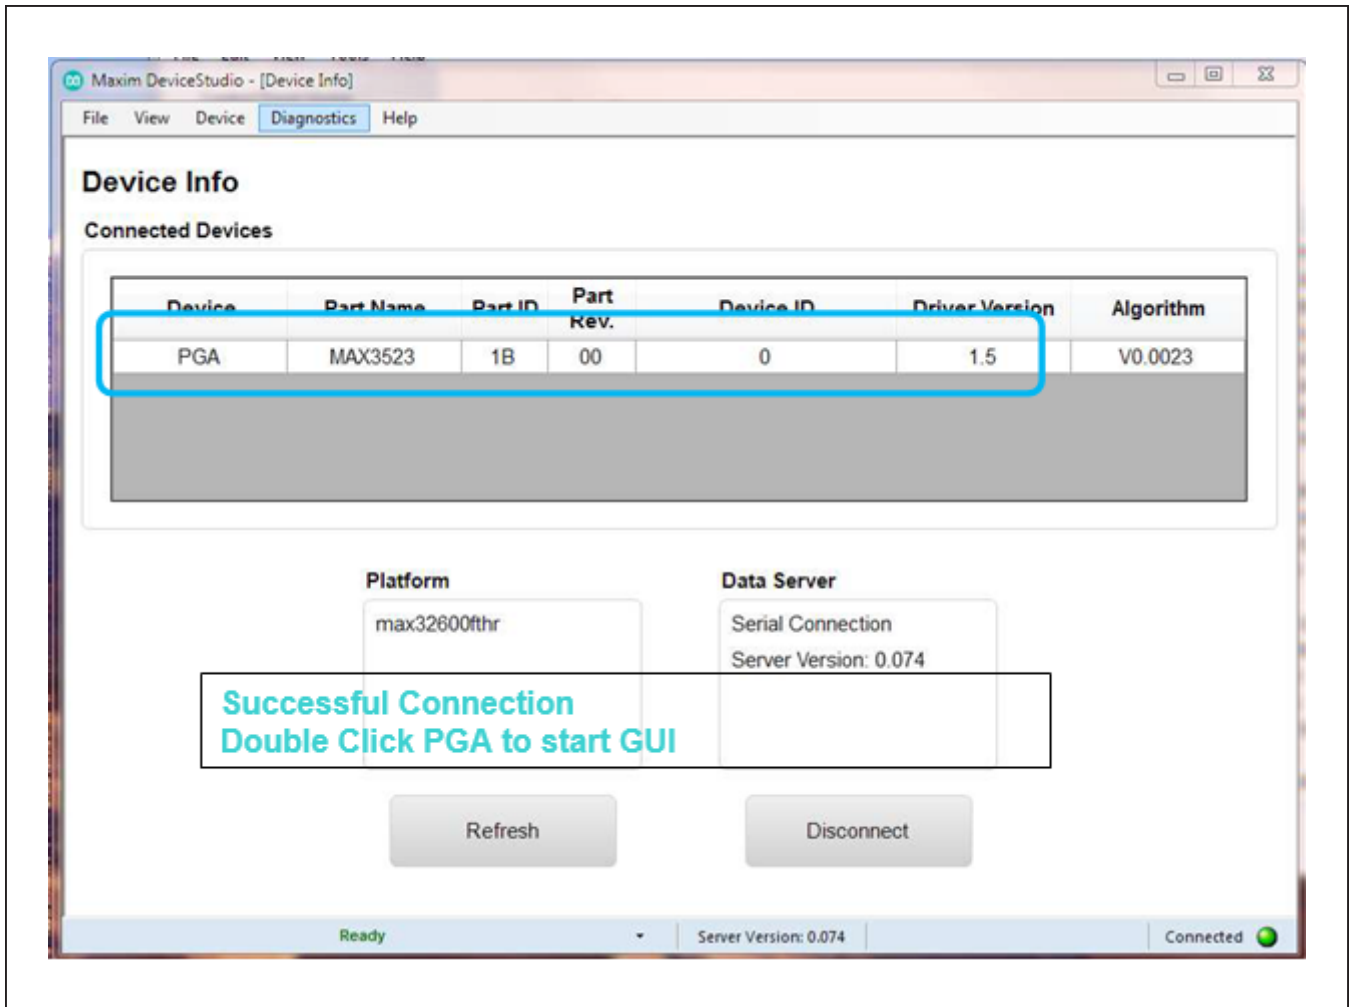 Maxim DeviceStudio - [Device Info]
File View Device Diagnostics Help
Device Info
Connected Devices
Device Part Name Part ID Part Rev. Device ID Driver Version Algorithm
PGA MAX3523 1B 00 0 1.5 V0.0023
Platform Data Server
max32600fthr Serial Connection
Server Version: 0.074
Successful Connection
Double Click PGA to start GUI
Refresh Disconnect
Ready Server Version: 0.074 Connected